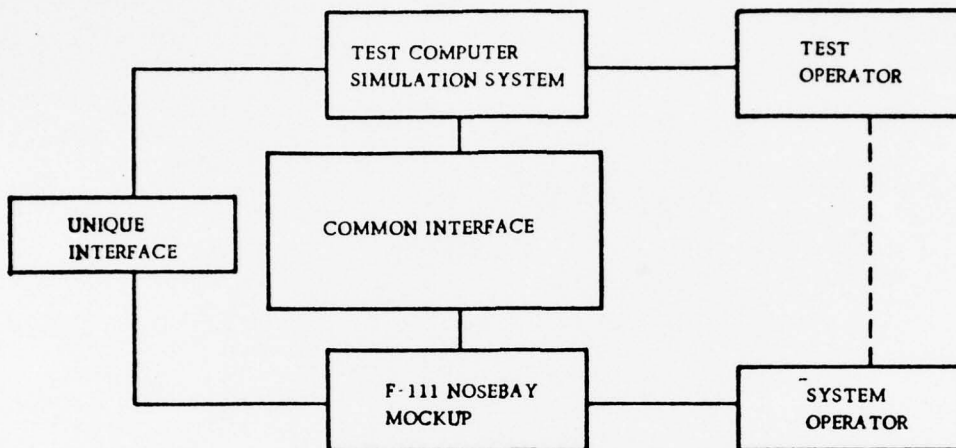 TEST COMPUTER
SIMULATION SYSTEM
TEST
OPERATOR
UNIQUE
INTERFACE
COMMON INTERFACE
F-111 NOSEBAY
MOCKUP
SYSTEM
OPERATOR